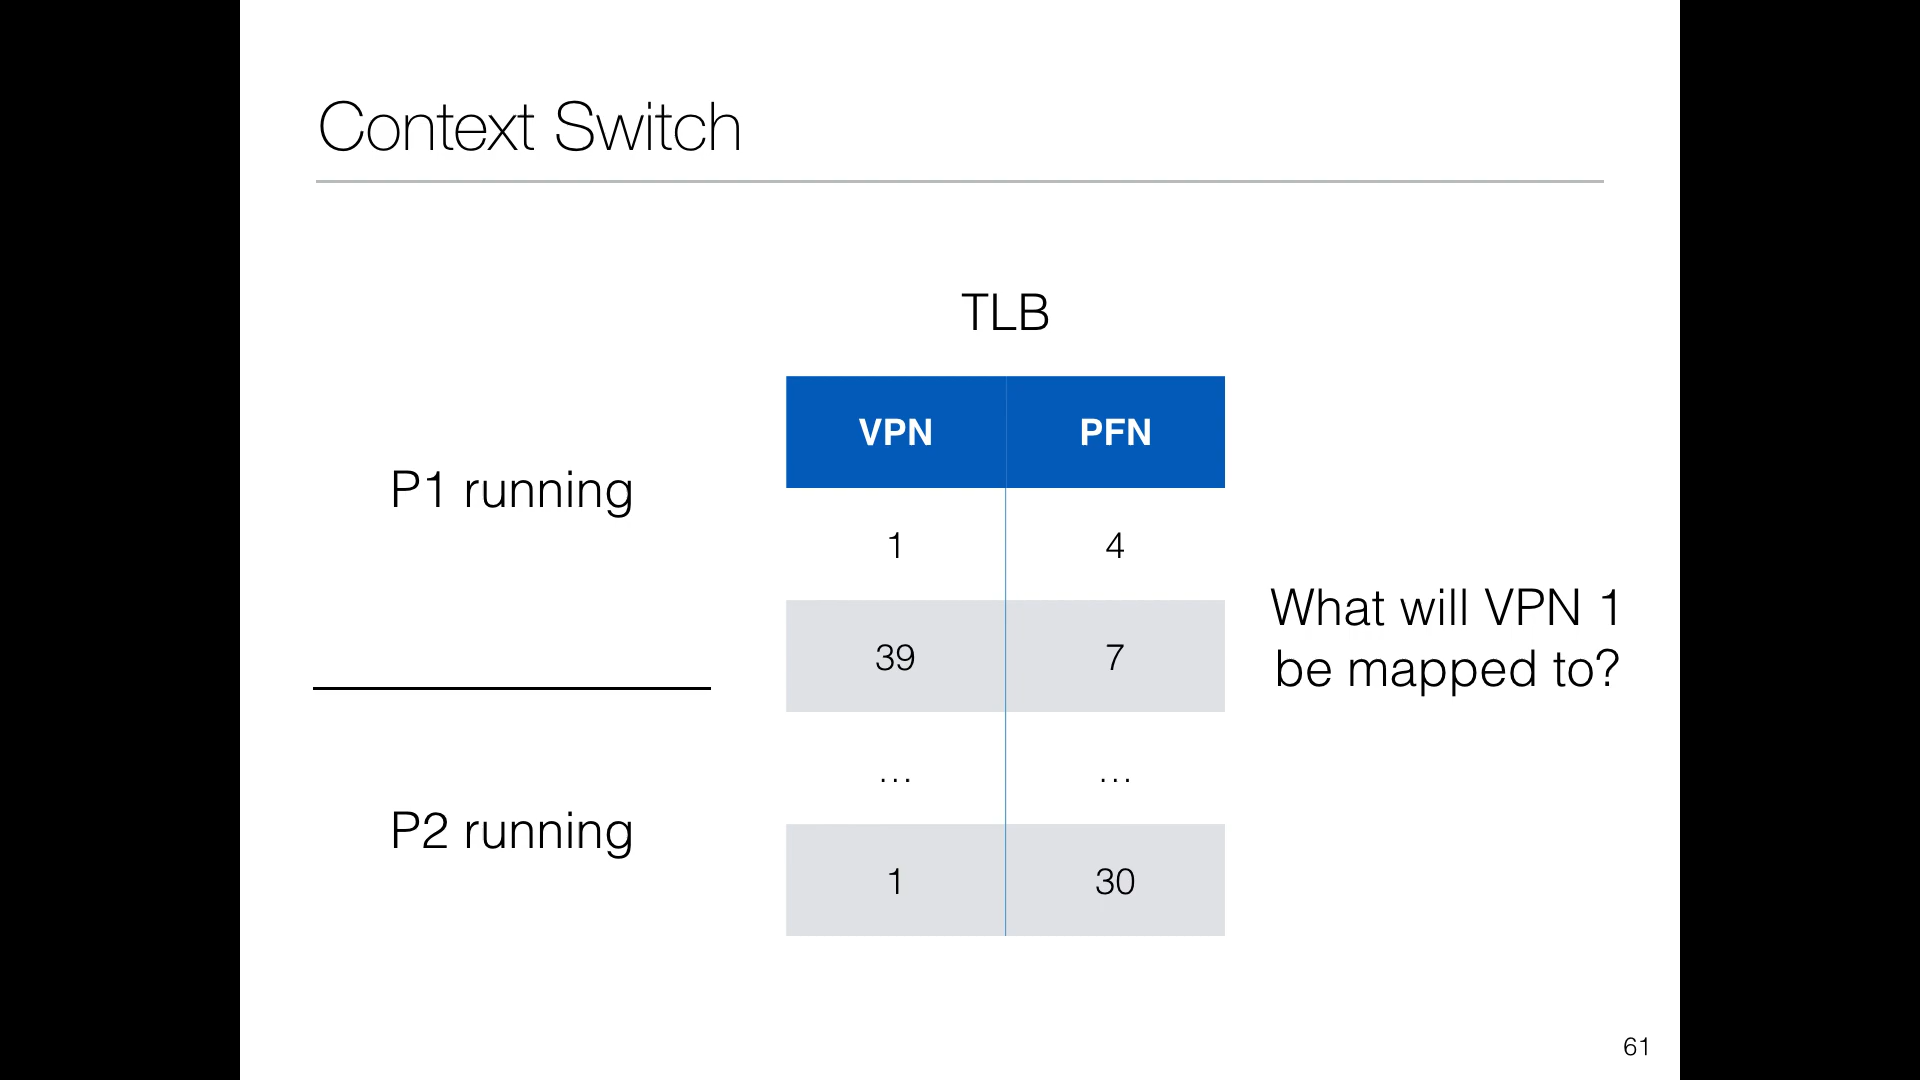 Context Switch
TLB
VPN PFN
P1 running
1 4
What will VPN 1
be mapped to?
39 7
... ...
P2 running
1 30
61